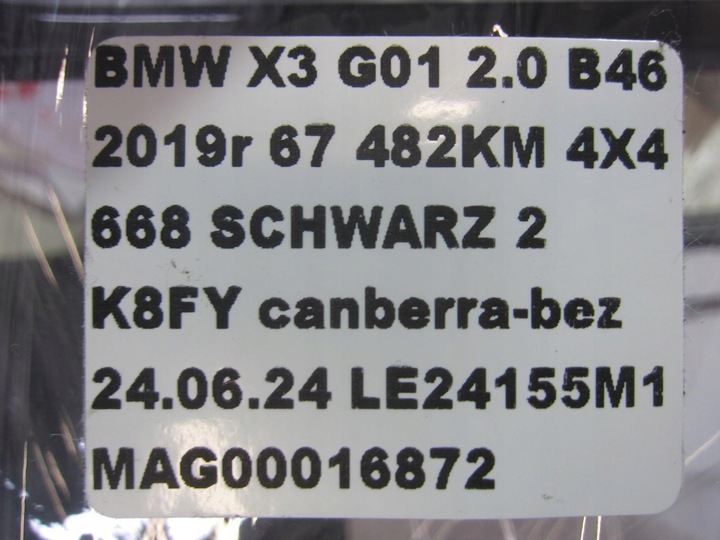 BMW X3 G01 2.0 B46
2019r 67 482KM 4X4
668 SCHWARZ 2
K8FY canberra-bez
24.06.24 LE24155M1
MAG00016872